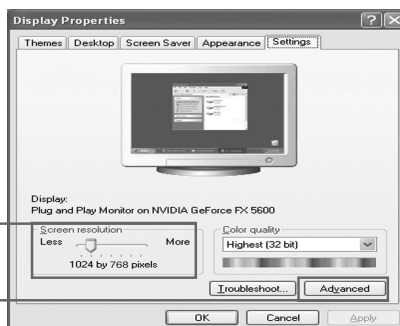 Display Properties
Themes Desktop Screen Saver Appearance Settings
Display:
Plug and Play Monitor on NVIDIA GeForce FX 5600
Screen resolution
Less More
1024 by 768 pixels
Color quality
Highest (32 bit)
Troubleshoot... Advanced
OK Cancel Apply